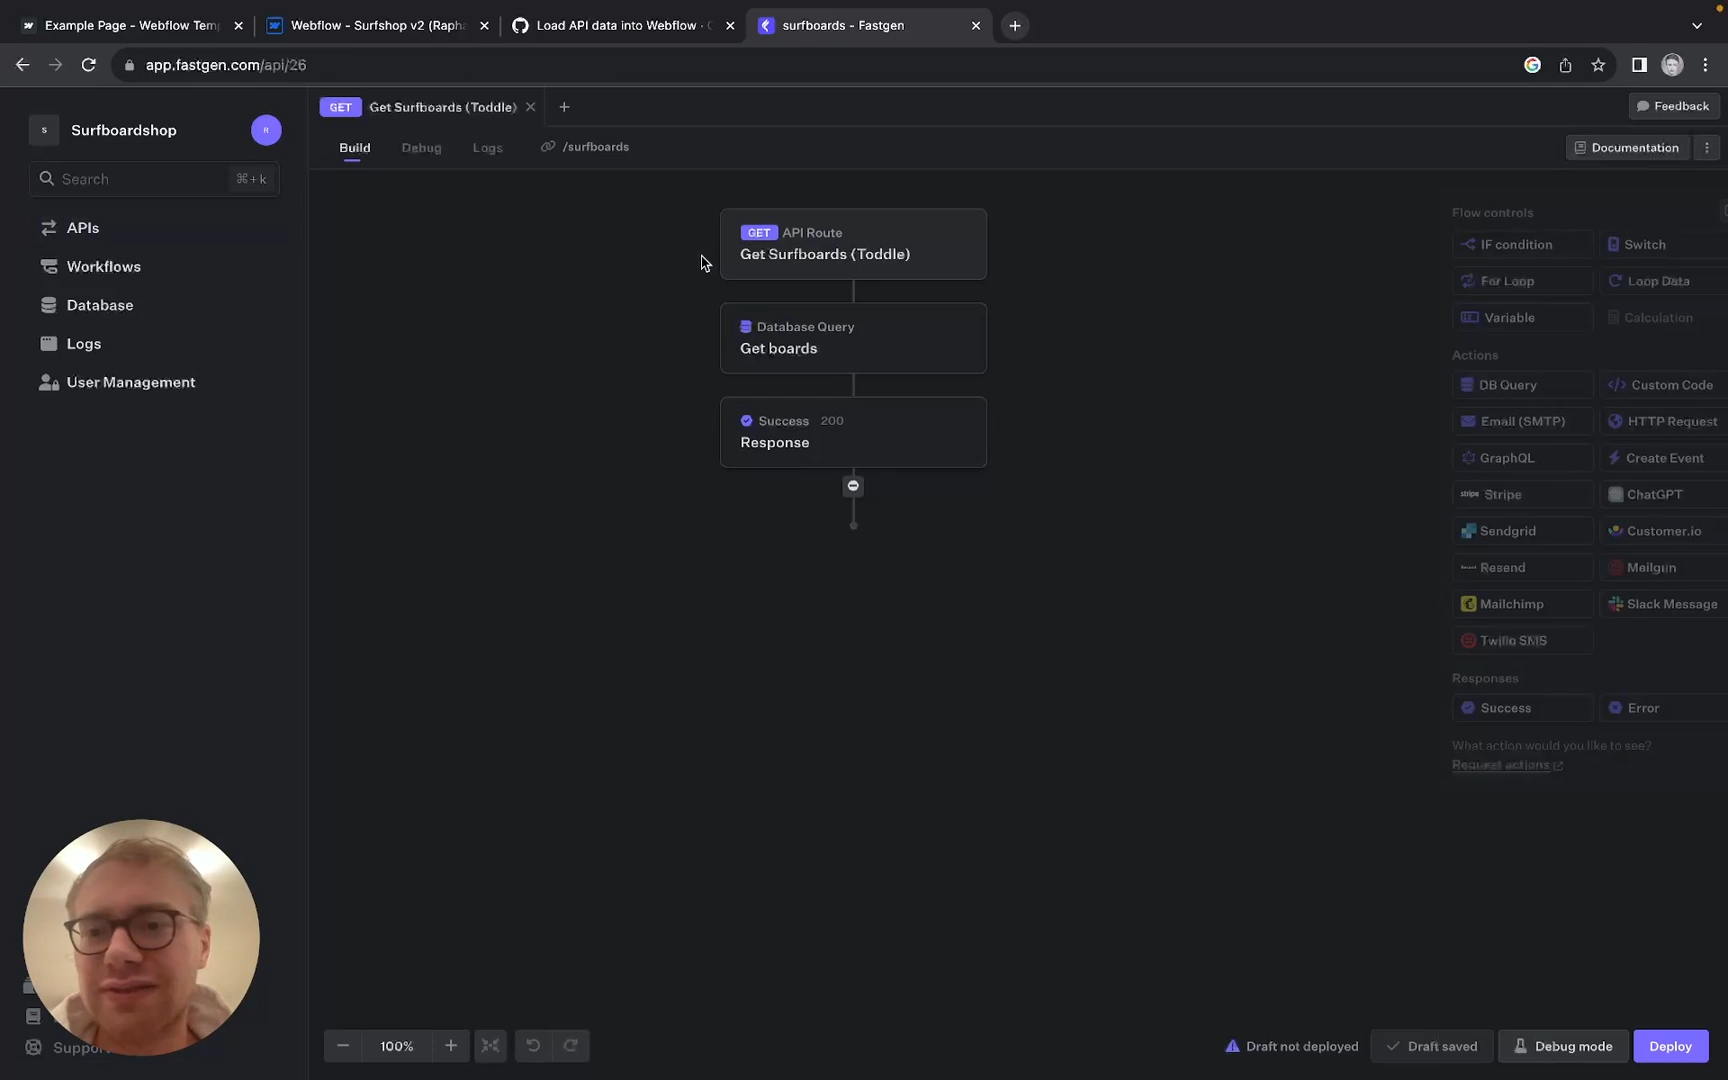 Example Page - Webflow Tem
Webflow - Surfshop v2 (Rapha
Load API data into Webflow ·
surfboards - Fastgen
app.fastgen.com/api/26
S
Surfboardshop
R
GET Get Surfboards (Toddle)
Feedback
Build
Debug
Logs
/surfboards
Documentation
Search
⌘+k
APIs
Workflows
Database
Logs
User Management
Support
GET API Route
Get Surfboards (Toddle)
Database Query
Get boards
Success 200
Response
Flow controls
IF condition
Switch
For Loop
Loop Data
Variable
Calculation
Actions
DB Query
Custom Code
Email (SMTP)
HTTP Request
GraphQL
Create Event
stripe Stripe
ChatGPT
Sendgrid
Customer.io
Resend
Mailgun
Mailchimp
Slack Message
Twilio SMS
Responses
Success
Error
What action would you like to see?
Request actions
100%
Draft not deployed
Draft saved
Debug mode
Deploy